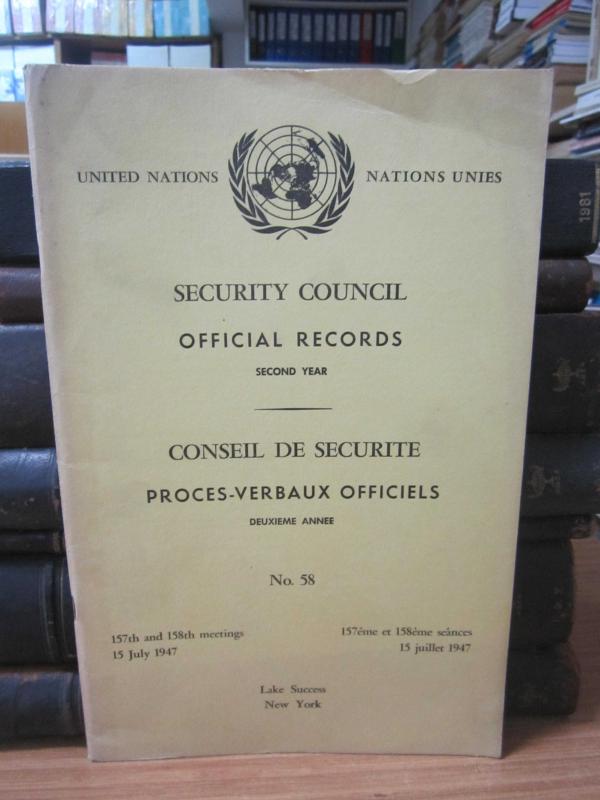 UNITED NATIONS
NATIONS UNIES
SECURITY COUNCIL
OFFICIAL RECORDS
SECOND YEAR
CONSEIL DE SECURITE
PROCES-VERBAUX OFFICIELS
DEUXIEME ANNEE
No. 58
157th and 158th meetings
15 July 1947
157ème et 158ème seânces
15 juillet 1947
Lake Success
New York
1981